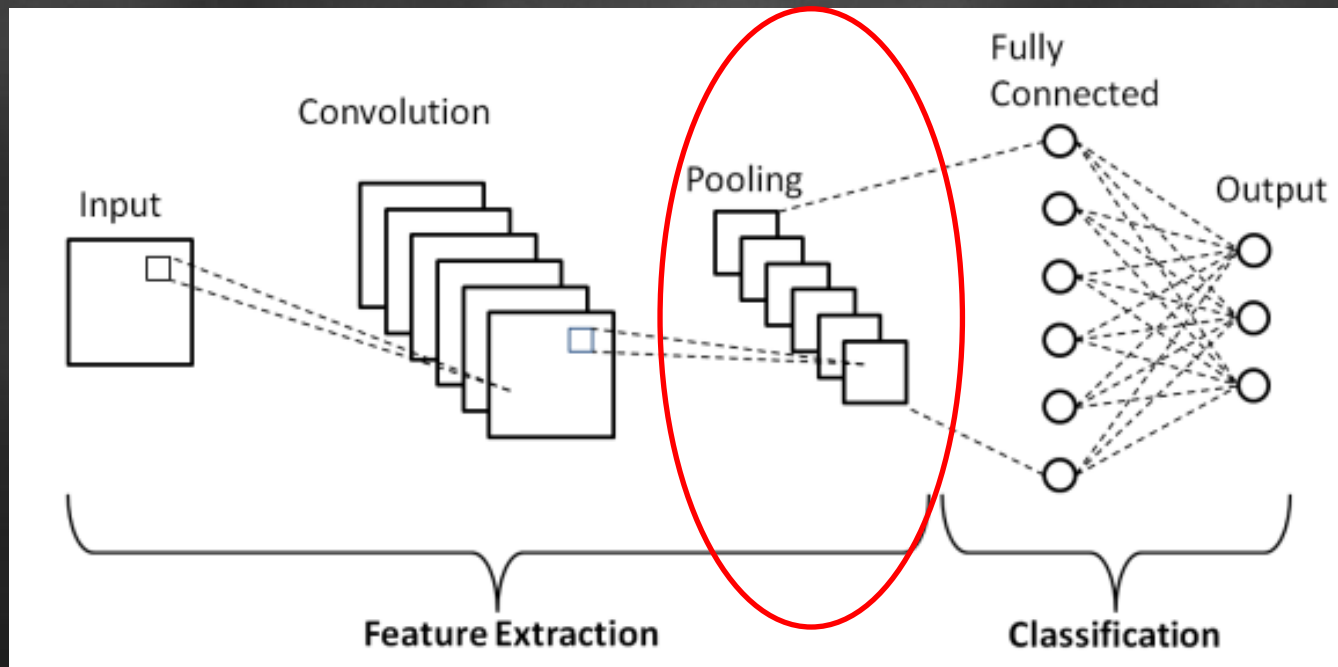 Input
Convolution
Pooling
Fully
Connected
Output
Feature Extraction
Classification